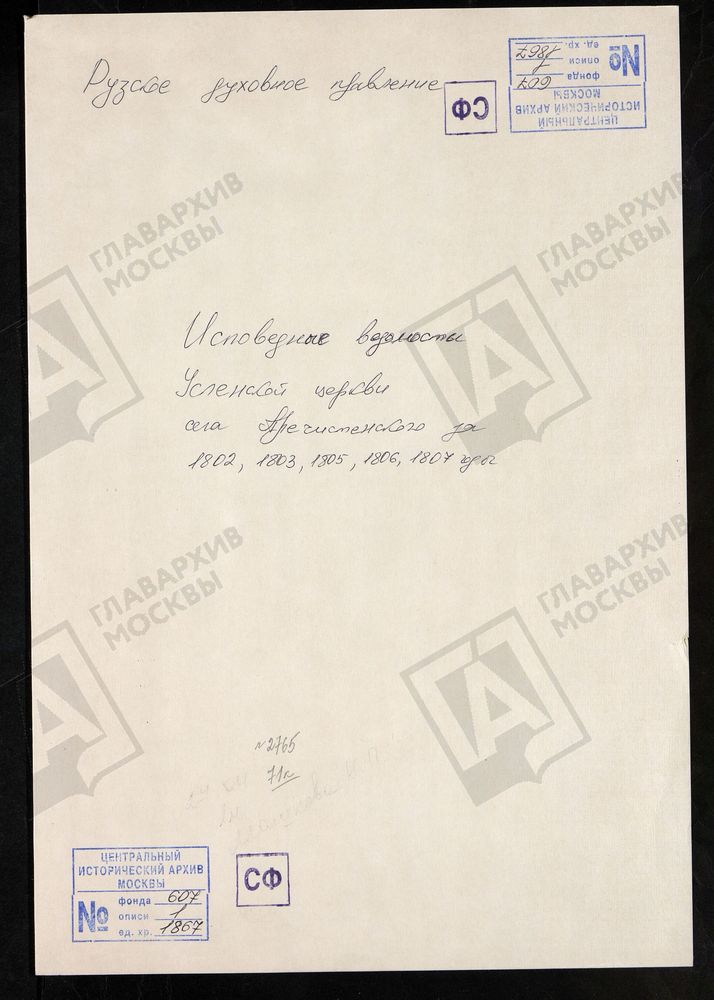 Рузское духовное правление
СФ
ЦЕНТРАЛЬНЫЙ
ИСТОРИЧЕСКИЙ АРХИВ
МОСКВЫ
№
фонда 607
описи 1
ед. хр. 1867
ГЛАВАРХИВ
МОСКВЫ
ГЛАВАРХИВ
МОСКВЫ
Исповедные ведомости
Успенской церкви
села Пречистенского за
1802, 1803, 1805, 1806, 1807 годы
ГЛАВАРХИВ
МОСКВЫ
ГЛАВАРХИВ
МОСКВЫ
№2765
71л
ЦЕНТРАЛЬНЫЙ
ИСТОРИЧЕСКИЙ АРХИВ
МОСКВЫ
№
фонда 607
описи 1
ед. хр. 1867
СФ